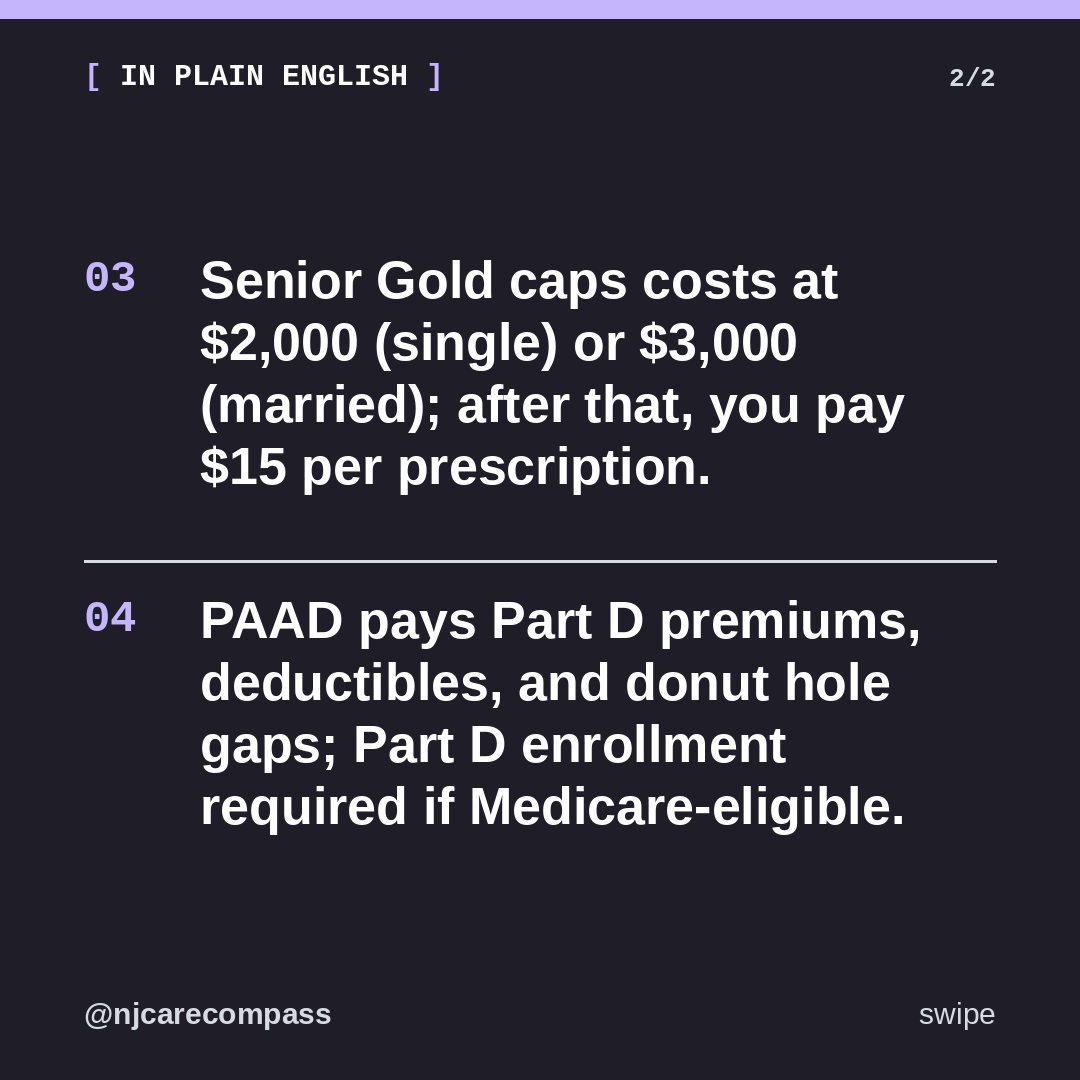 [ IN PLAIN ENGLISH ]
2/2
03
Senior Gold caps costs at
$2,000 (single) or $3,000
(married); after that, you pay
$15 per prescription.
04
PAAD pays Part D premiums,
deductibles, and donut hole
gaps; Part D enrollment
required if Medicare-eligible.
@njcarecompass
swipe